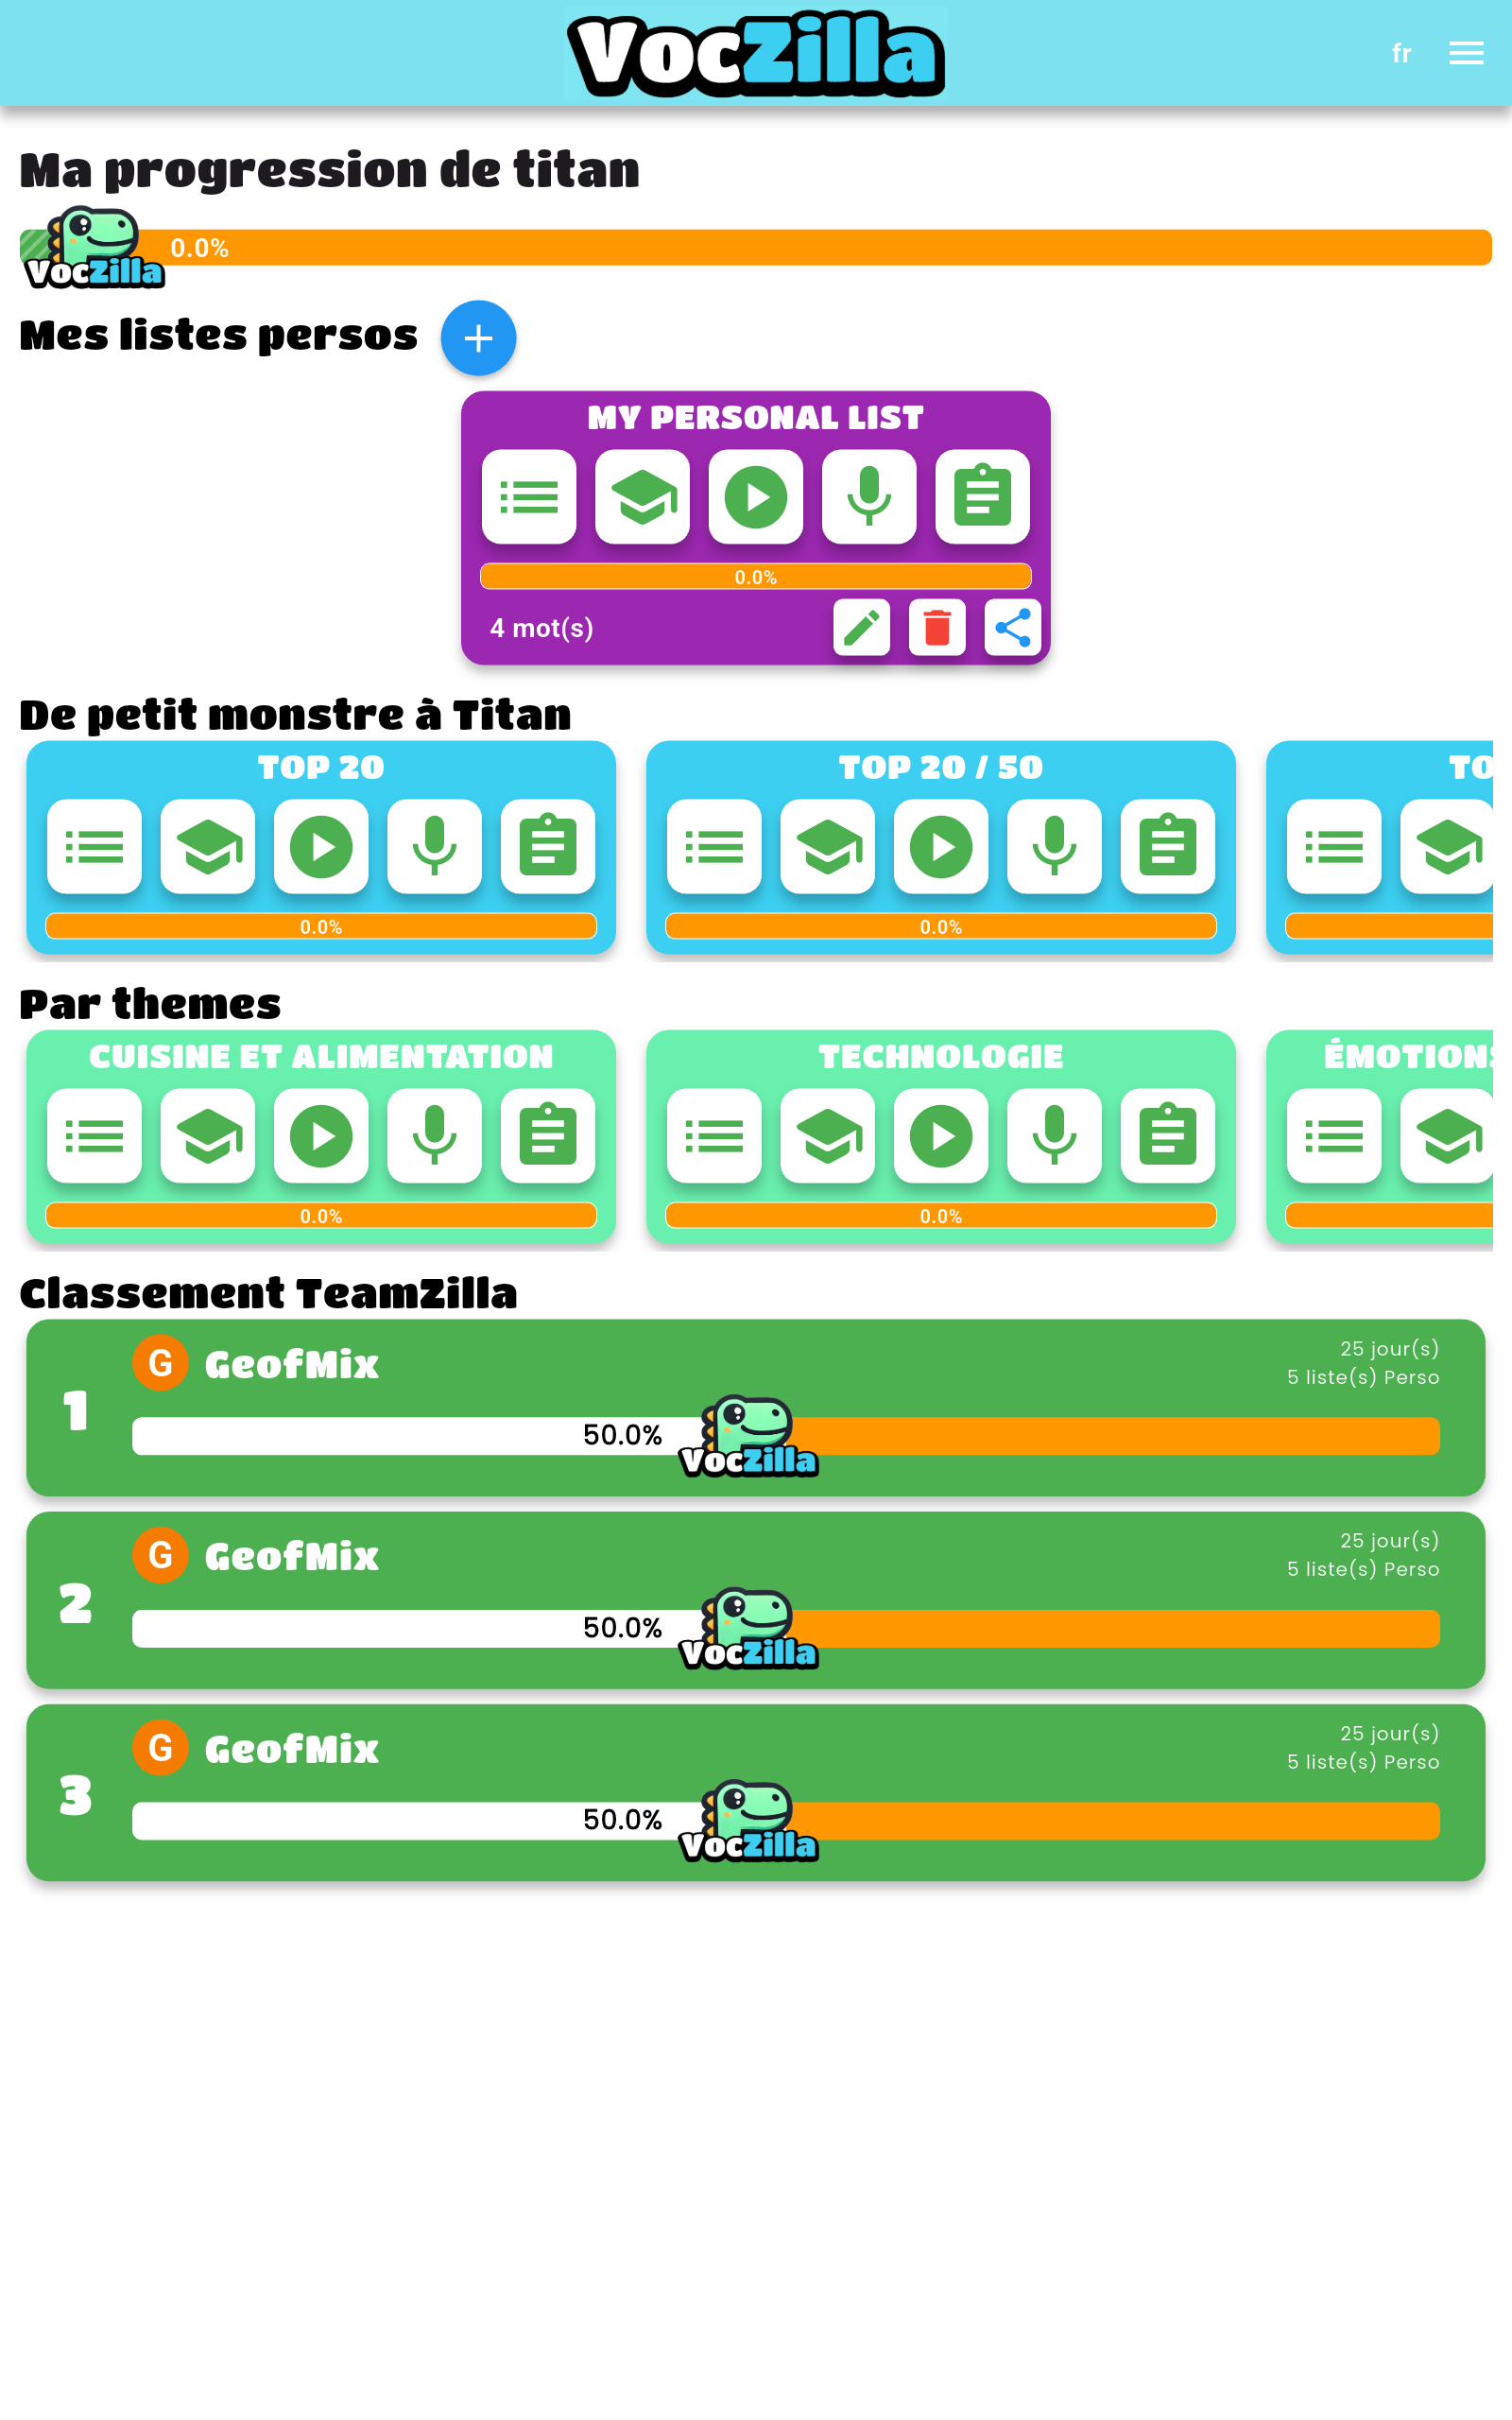 VocZilla
fr
Ma progression de titan
VocZilla
0.0%
Mes listes persos
MY PERSONAL LIST
0.0%
4 mot(s)
De petit monstre à Titan
TOP 20
TOP 20 / 50
TO
0.0%
0.0%
Par themes
CUISINE ET ALIMENTATION
TECHNOLOGIE
ÉMOTIONS
0.0%
0.0%
Classement TeamZilla
1
G
GeofMix
25 jour(s)
5 liste(s) Perso
50.0%
VocZilla
2
G
GeofMix
25 jour(s)
5 liste(s) Perso
50.0%
VocZilla
3
G
GeofMix
25 jour(s)
5 liste(s) Perso
50.0%
VocZilla